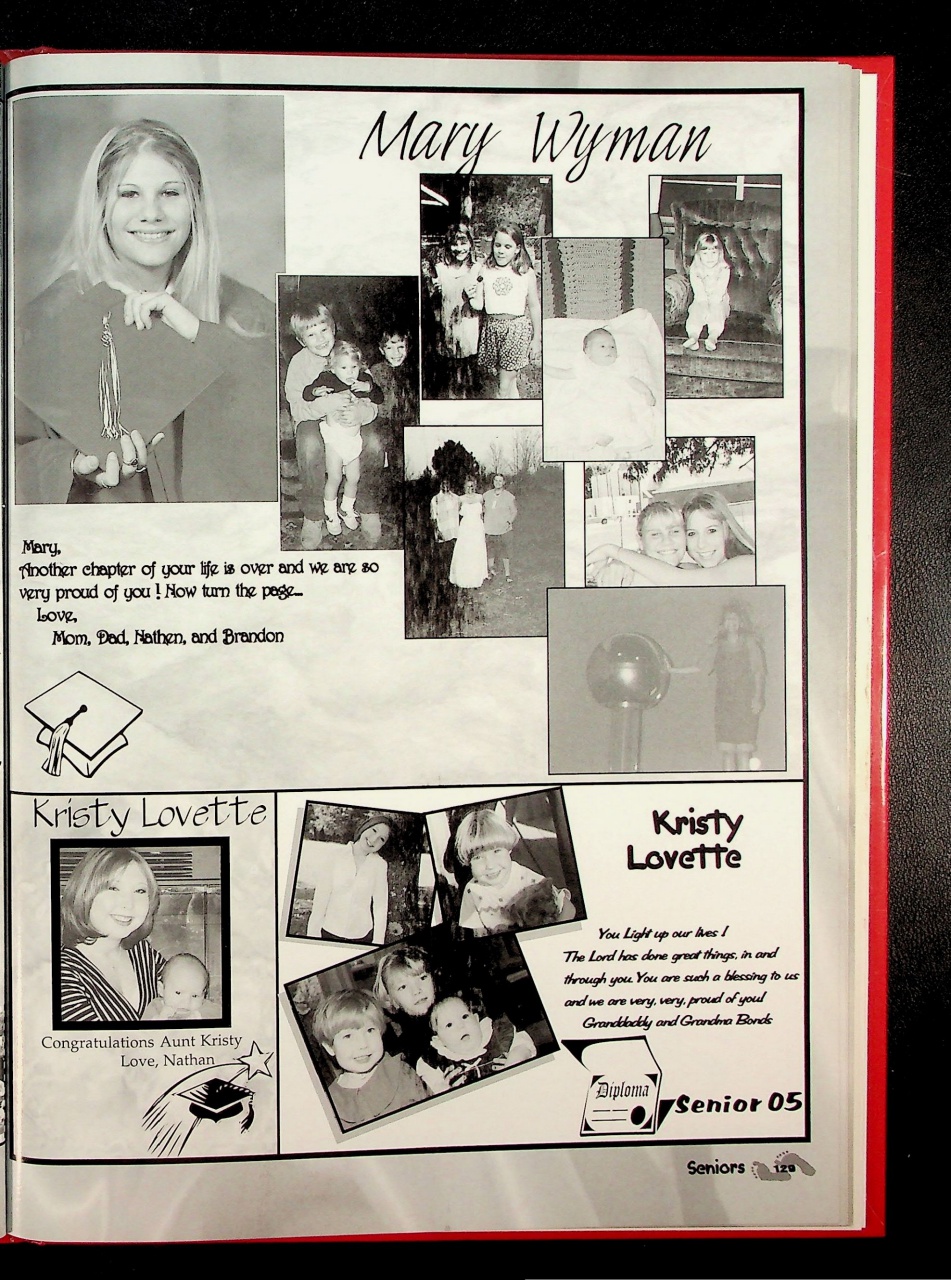 Mary Wyman
Mary,
Another chapter of your life is over and we are so
very proud of you ! Now turn the page...
Love,
Mom, Dad, Nathen, and Brandon
Kristy Lovette
Congratulations Aunt Kristy
Love, Nathan
Kristy
Lovette
You Light up our lives !
The Lord has done great things, in and
through you. You are such a blessing to us
and we are very, very, proud of you!
Granddaddy and Grandma Bonds
Diploma
Senior 05
Seniors 129